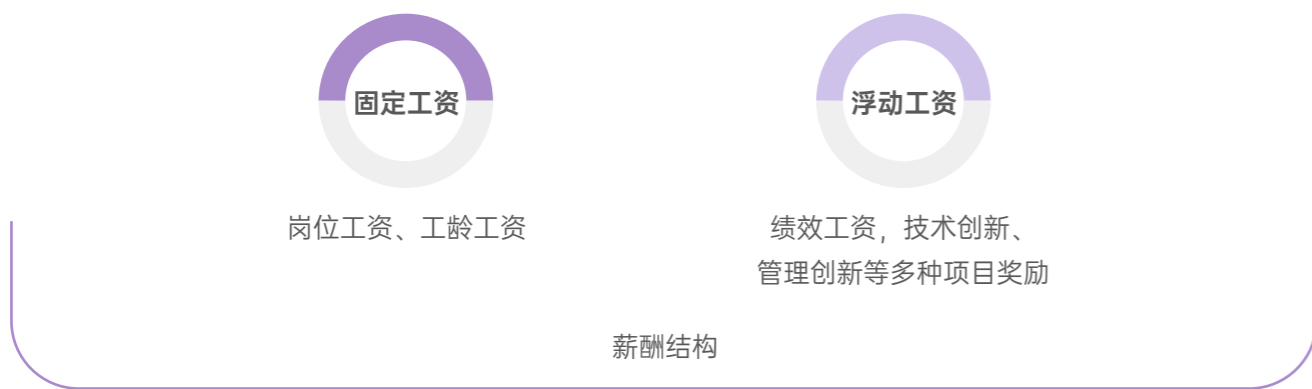 固定工资
岗位工资、工龄工资
浮动工资
绩效工资，技术创新、
管理创新等多种项目奖励
薪酬结构